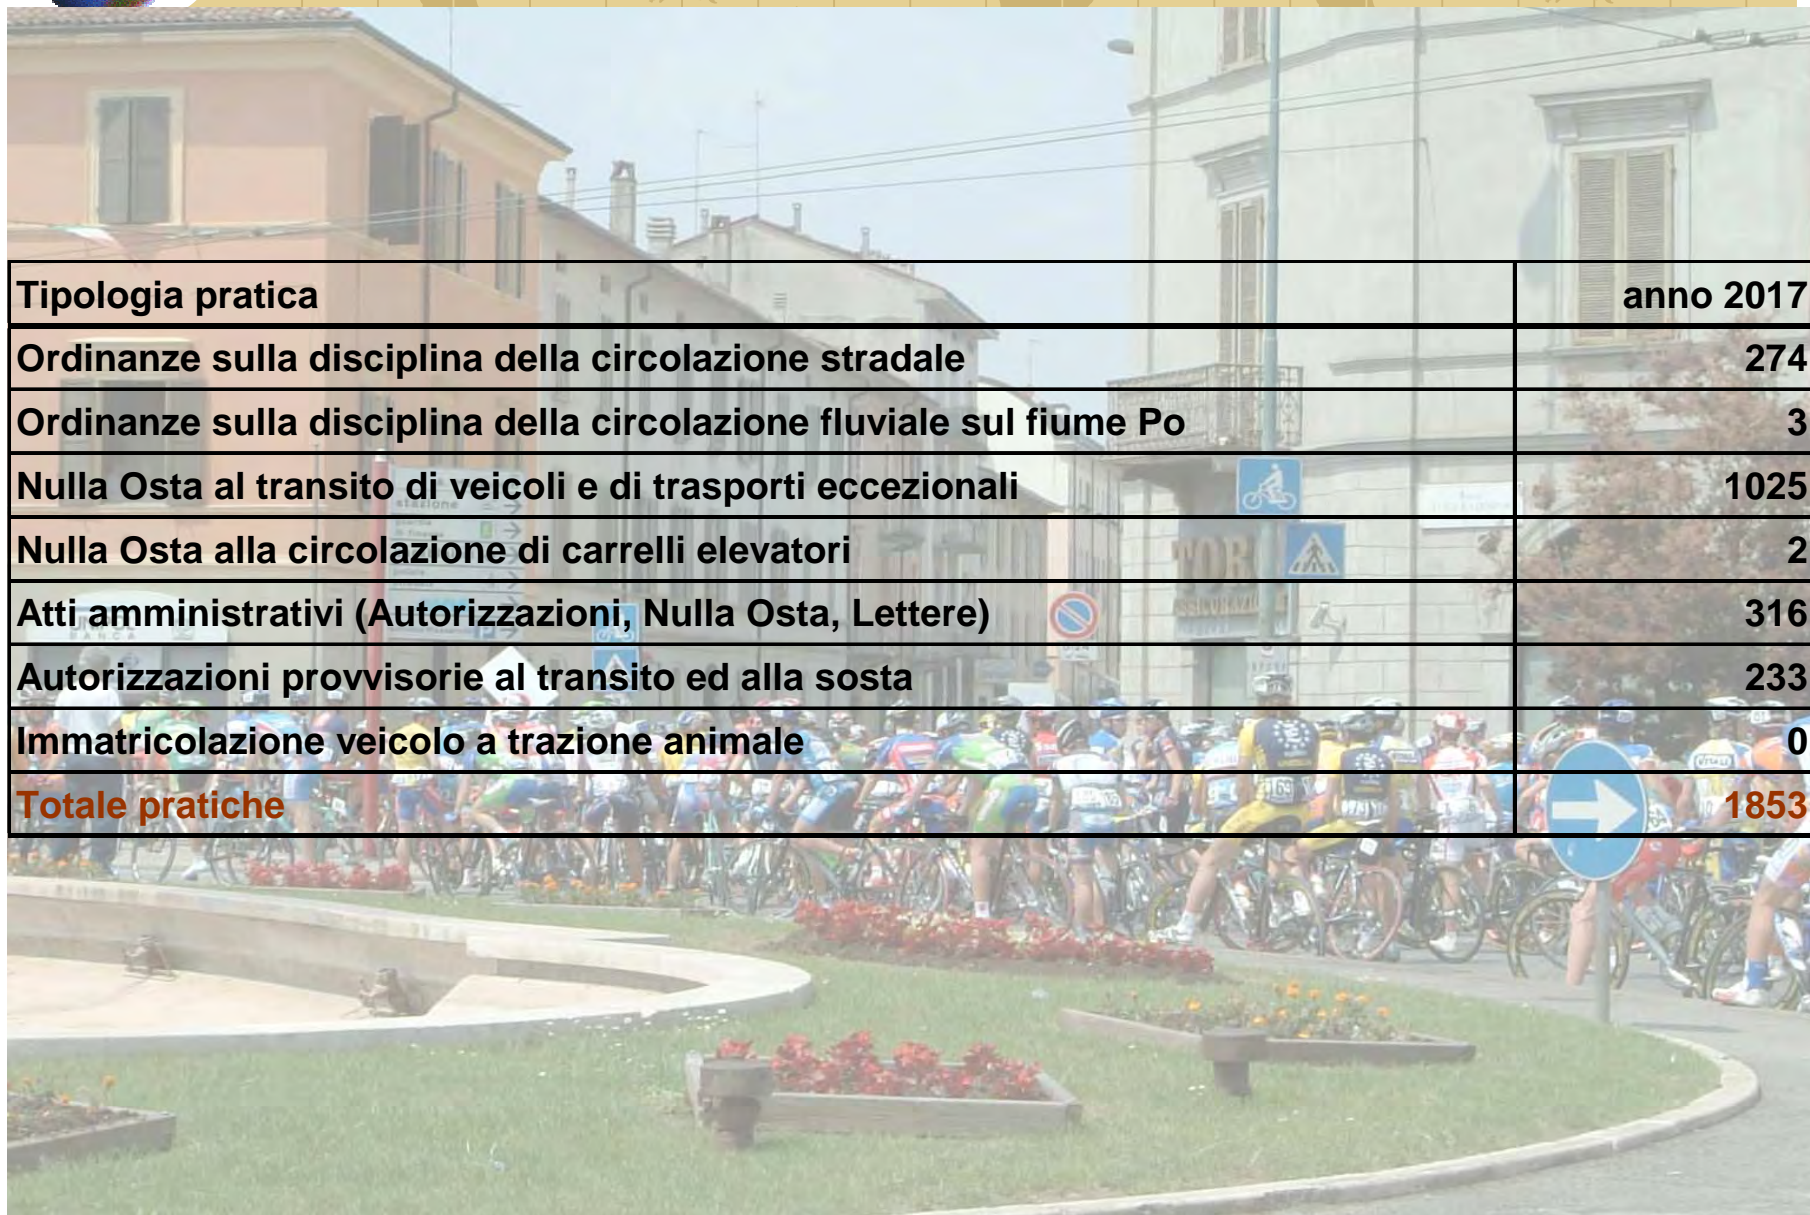 Tipologia pratica anno 2017
Ordinanze sulla disciplina della circolazione stradale 274
Ordinanze sulla disciplina della circolazione fluviale sul fiume Po 3
Nulla Osta al transito di veicoli e di trasporti eccezionali 1025
Nulla Osta alla circolazione di carrelli elevatori 2
Atti amministrativi (Autorizzazioni, Nulla Osta, Lettere) 316
Autorizzazioni provvisorie al transito ed alla sosta 233
Immatricolazione veicolo a trazione animale 0
Totale pratiche 1853
stazione
BANCA